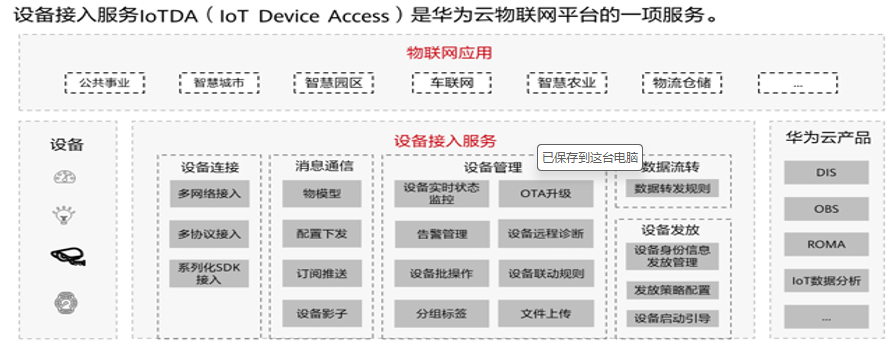 设备接入服务IoTDA（IoT Device Access）是华为云物联网平台的一项服务。
物联网应用
公共事业
智慧城市
智慧园区
车联网
智慧农业
物流仓储
...
设备
设备接入服务
设备连接
多网络接入
多协议接入
系列化SDK
接入
消息通信
物模型
配置下发
订阅推送
设备影子
设备管理
设备实时状态
监控
OTA升级
告警管理
设备远程诊断
设备批操作
设备联动规则
分组标签
文件上传
已保存到这台电脑
数据流转
数据转发规则
设备发放
设备身份信息
发放管理
发放策略配置
设备启动引导
华为云产品
DIS
OBS
ROMA
IoT数据分析
...